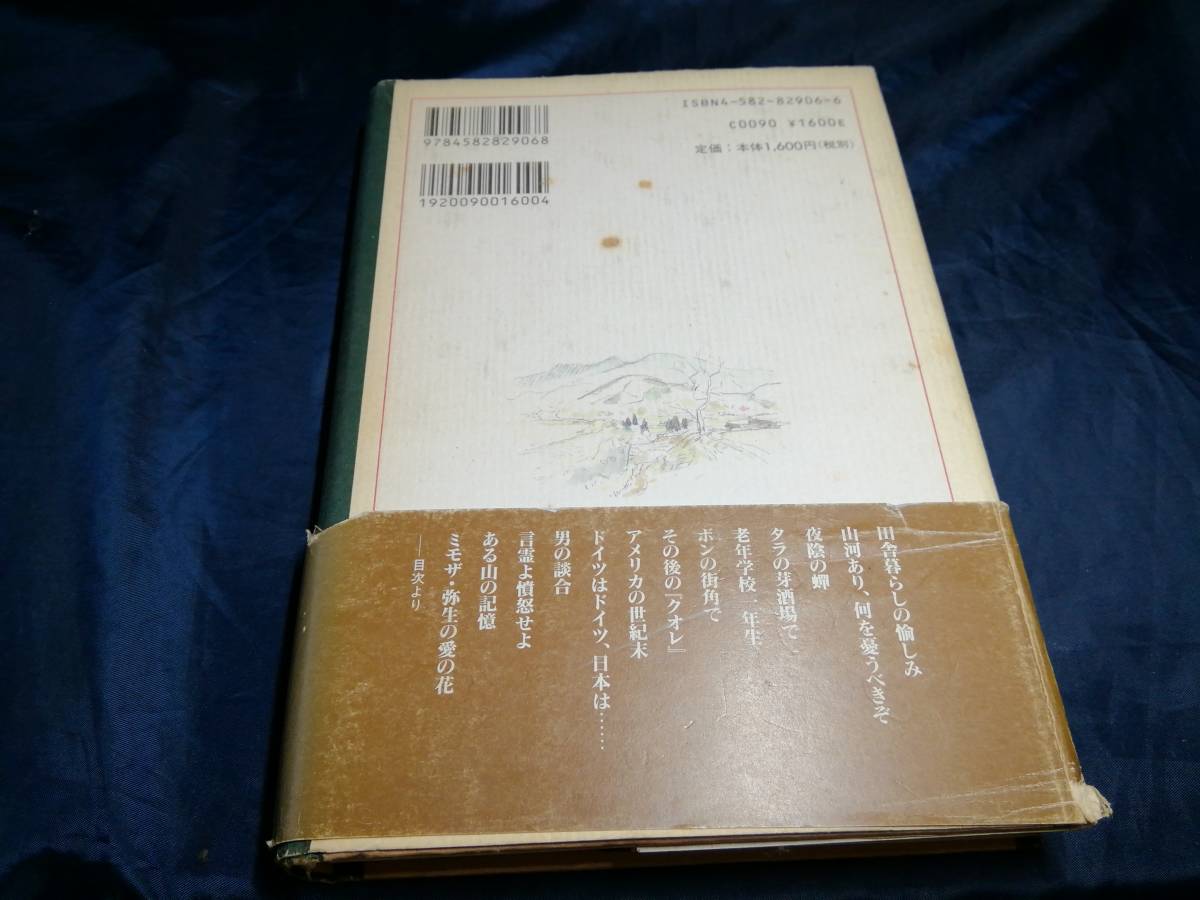 ISBN4-582-82906-6
C0090 ¥1600E
定価:本体1,600円(税別)
9784582829068
1920090016004
田舎暮らしの愉しみ
山河あり、何を憂うべきぞ
夜陰の蟬
タラの芽酒場で
老年学校一年生
ボンの街角で
その後の『クオレ』
アメリカの世紀末
ドイツはドイツ、日本は……
男の談合
言霊よ憤怒せよ
ある山の記憶
ミモザ・弥生の愛の花
——目次より